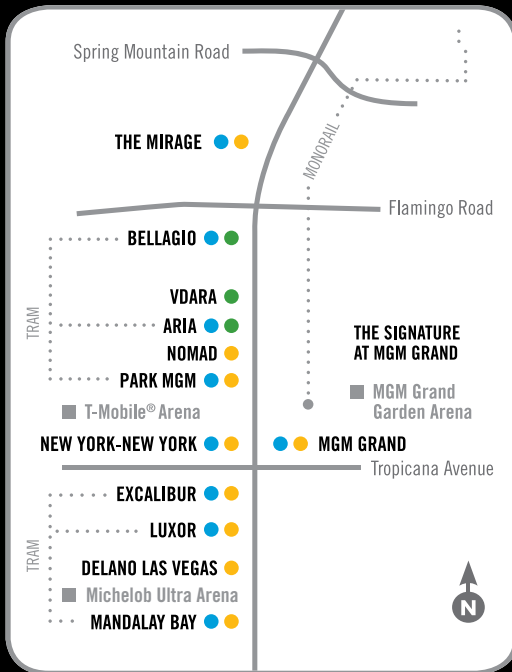 Spring Mountain Road
MONORAIL
THE MIRAGE
Flamingo Road
BELLAGIO
VDARA
TRAM
ARIA
NOMAD
PARK MGM
THE SIGNATURE
AT MGM GRAND
T-Mobile® Arena
MGM Grand
Garden Arena
NEW YORK-NEW YORK
MGM GRAND
Tropicana Avenue
EXCALIBUR
LUXOR
TRAM
DELANO LAS VEGAS
Michelob Ultra Arena
MANDALAY BAY
N